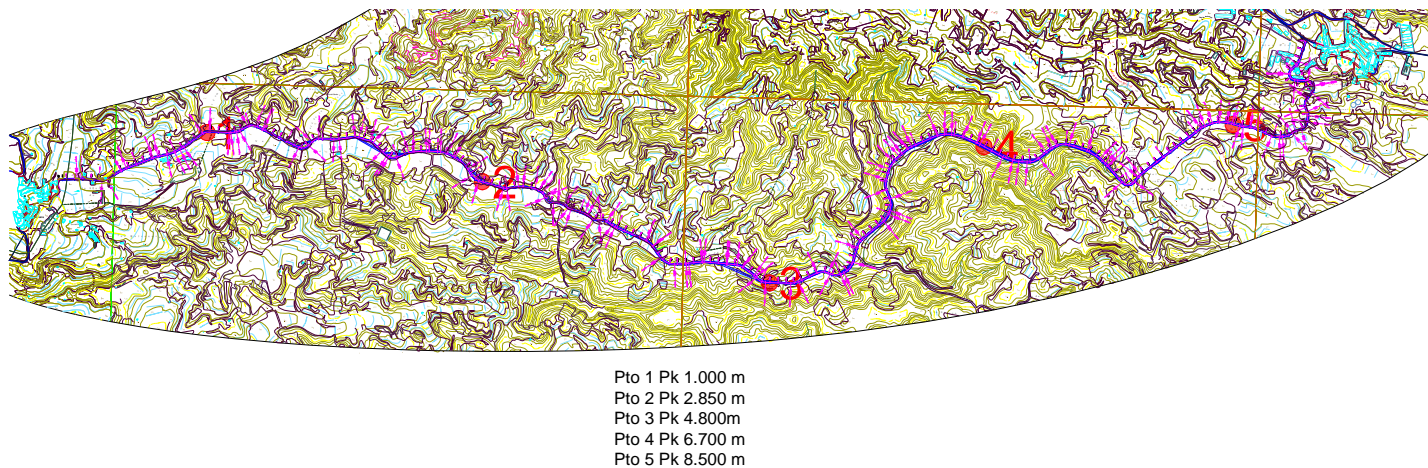 1
2
3
4
5
Pto 1 Pk 1.000 m
Pto 2 Pk 2.850 m
Pto 3 Pk 4.800m
Pto 4 Pk 6.700 m
Pto 5 Pk 8.500 m